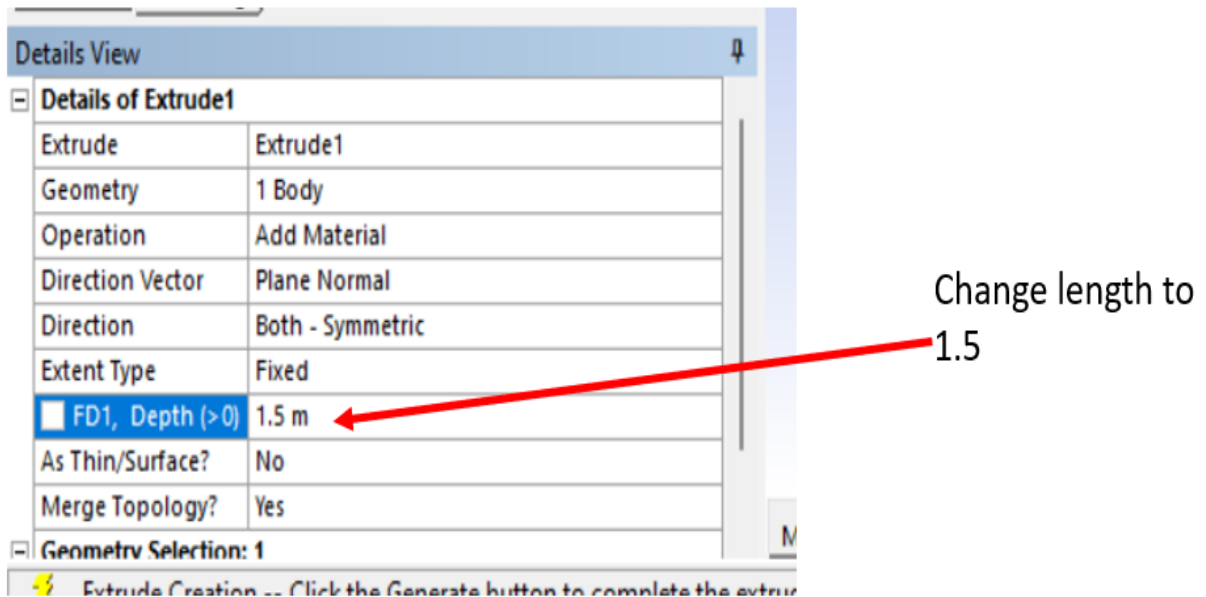 Details View
Details of Extrude1
Extrude Extrude1
Geometry 1 Body
Operation Add Material
Direction Vector Plane Normal
Direction Both - Symmetric
Extent Type Fixed
FD1, Depth (>0) 1.5 m
As Thin/Surface? No
Merge Topology? Yes
Geometry Selection: 1
Extrude Creation -- Click the Generate button to complete the
Change length to
1.5